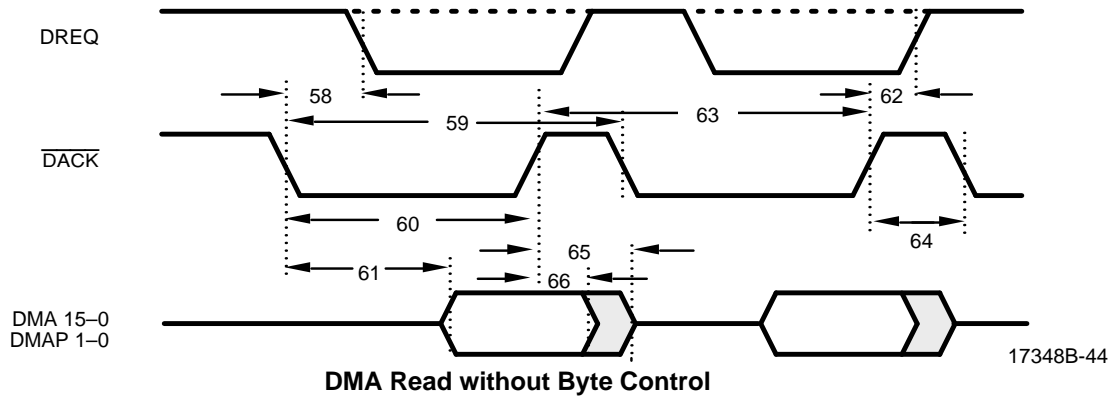 DREQ
58
62
59
63
DACK
60
64
65
61
66
DMA 15–0
DMAP 1–0
17348B-44
DMA Read without Byte Control